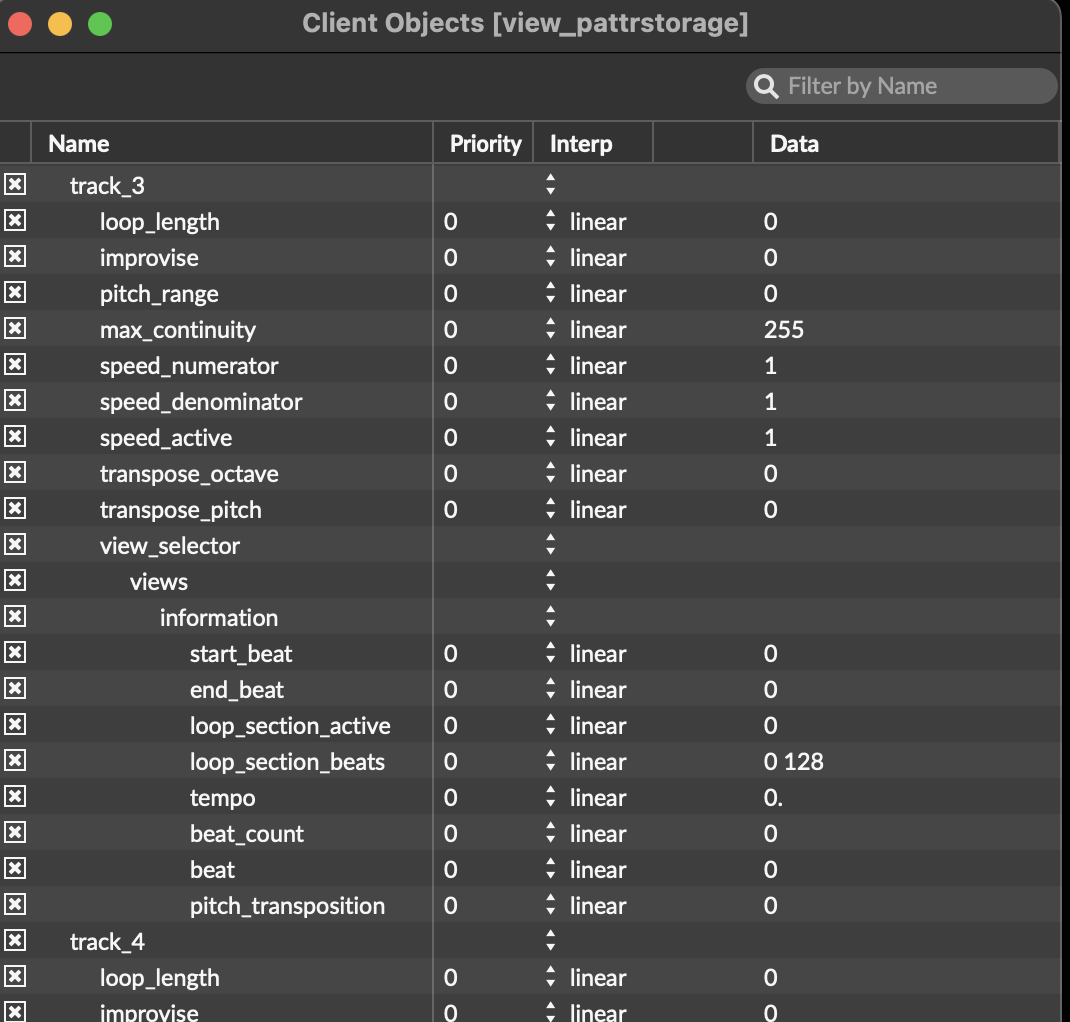 Client Objects [view_pattrstorage]
Filter by Name
Name Priority Interp Data
track_3
loop_length 0 linear 0
improvise 0 linear 0
pitch_range 0 linear 0
max_continuity 0 linear 255
speed_numerator 0 linear 1
speed_denominator 0 linear 1
speed_active 0 linear 1
transpose_octave 0 linear 0
transpose_pitch 0 linear 0
view_selector
views
information
start_beat 0 linear 0
end_beat 0 linear 0
loop_section_active 0 linear 0
loop_section_beats 0 linear 0 128
tempo 0 linear 0.
beat_count 0 linear 0
beat 0 linear 0
pitch_transposition 0 linear 0
track_4
loop_length 0 linear 0
improvise 0 linear 0